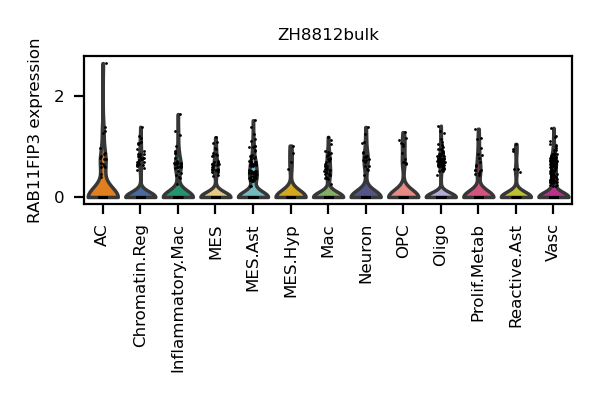 ZH8812bulk
RAB11FIP3 expression
2
0
AC
Chromatin.Reg
Inflammatory.Mac
MES
MES.Ast
MES.Hyp
Mac
Neuron
OPC
Oligo
Prolif.Metab
Reactive.Ast
Vasc